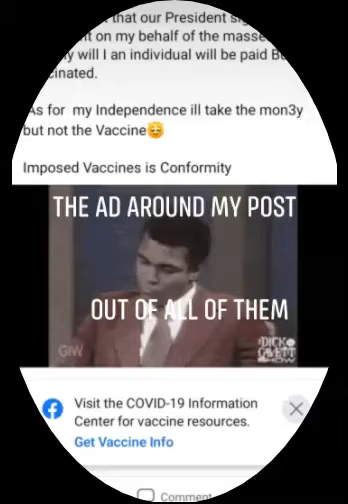 that our President
on my behalf of the masse
will I an individual will be paid
cinated.
As for my Independence ill take the mon3y
but not the Vaccine😌
Imposed Vaccines is Conformity
THE AD AROUND MY POST
OUT OF ALL OF THEM
GIW
DICK
CAVETT
SHOW
Visit the COVID-19 Information
Center for vaccine resources.
Get Vaccine Info
Comment